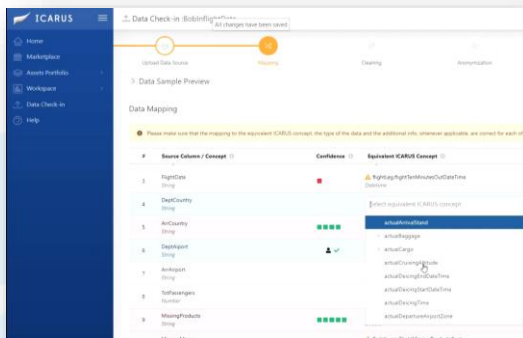 ICARUS
Data Check-in :BobInflightData
All changes have been saved
Home
Marketplace
Assets Portfolio
Workspace
Data Check-in
Help
Upload Data Source
Mapping
Cleaning
Anonymization
Data Sample Preview
Data Mapping
Please make sure that the mapping to the equivalent ICARUS concept, the type of the data and the additional info, whenever applicable, are correct for each of
# Source Column / Concept Confidence Equivalent ICARUS Concept
3 FlightDate
String
flightLeg.flightTenMinutesOutDateTime
Datetime
4 DeptCountry
String
Select equivalent ICARUS concept
actualArrivalStand
5 ArrCountry
String
actualBaggage
actualCargo
6 DeptAirport
String
actualCruisingAltitude
7 ArrAirport
String
actualDeicingEndDateTime
actualDeicingStartDateTime
8 TotPassengers
Number
actualDeicingTime
actualDepartureAirportZone
9 MissingProducts
String